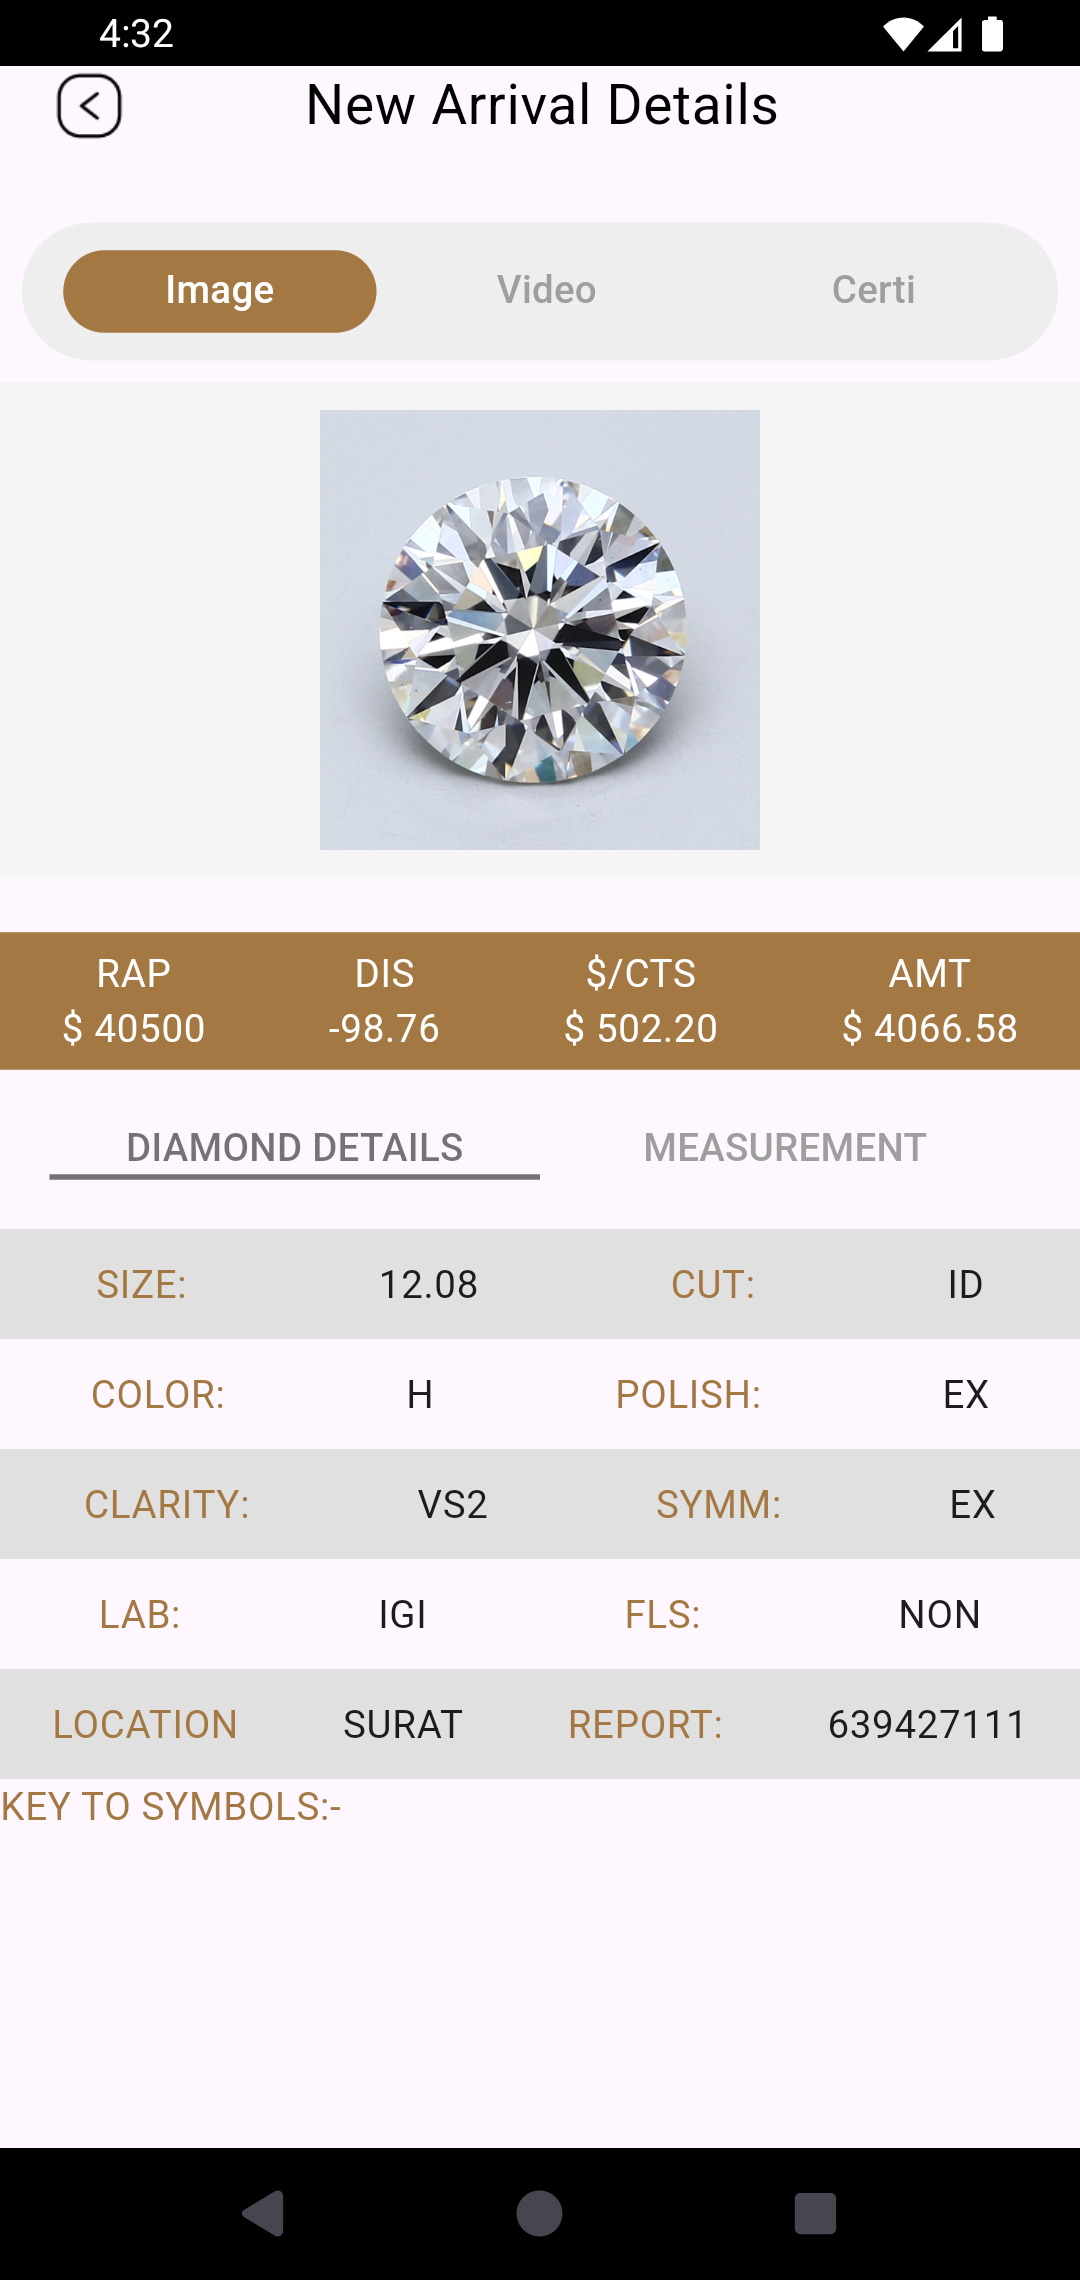 4:32
New Arrival Details
Image Video Certi
RAP DIS $/CTS AMT
$ 40500 -98.76 $ 502.20 $ 4066.58
DIAMOND DETAILS MEASUREMENT
SIZE: 12.08 CUT: ID
COLOR: H POLISH: EX
CLARITY: VS2 SYMM: EX
LAB: IGI FLS: NON
LOCATION SURAT REPORT: 639427111
KEY TO SYMBOLS:-